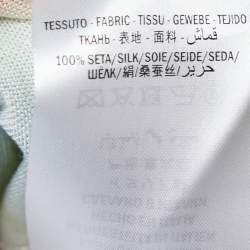 TESSUTO - FABRIC - TISSU - GEWEBE - TEJIDO
ТКАНЬ - 表地 - 面料 - قماش
100% SETA/SILK/SOIE/SEIDE/SEDA/
ШЕЛК/絹/桑蚕丝/حرير